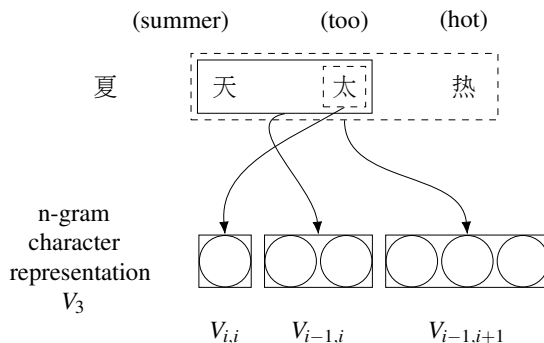 (summer) (too) (hot)
夏 天 太 热
n-gram
character
representation
V₃
Vᵢ,ᵢ Vᵢ₋₁,ᵢ Vᵢ₋₁,ᵢ₊₁